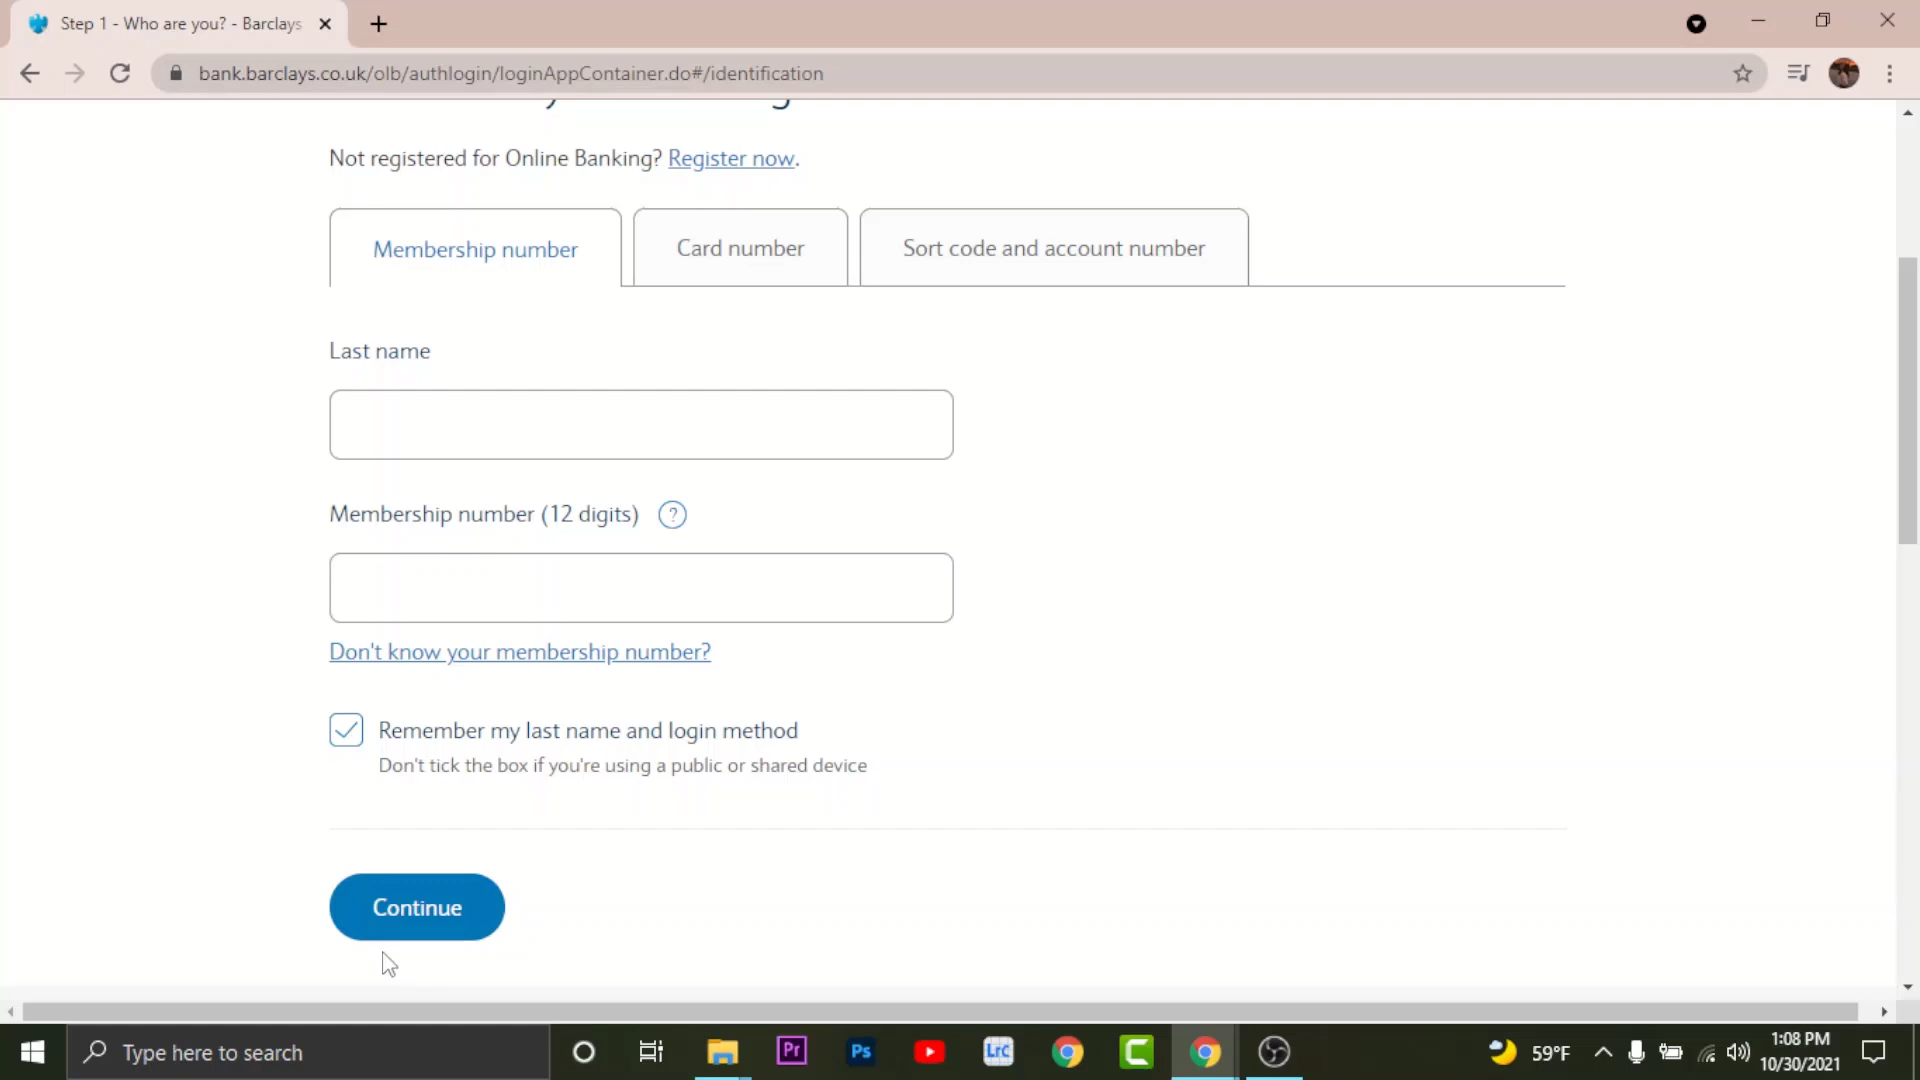 Step 1 - Who are you? - Barclays
bank.barclays.co.uk/olb/authlogin/loginAppContainer.do#/identification
Not registered for Online Banking? Register now.
Membership number
Card number
Sort code and account number
Last name
Membership number (12 digits) ?
Don't know your membership number?
Remember my last name and login method
Don't tick the box if you're using a public or shared device
Continue
Type here to search
Pr
Ps
LrC
C
59°F
1:08 PM
10/30/2021